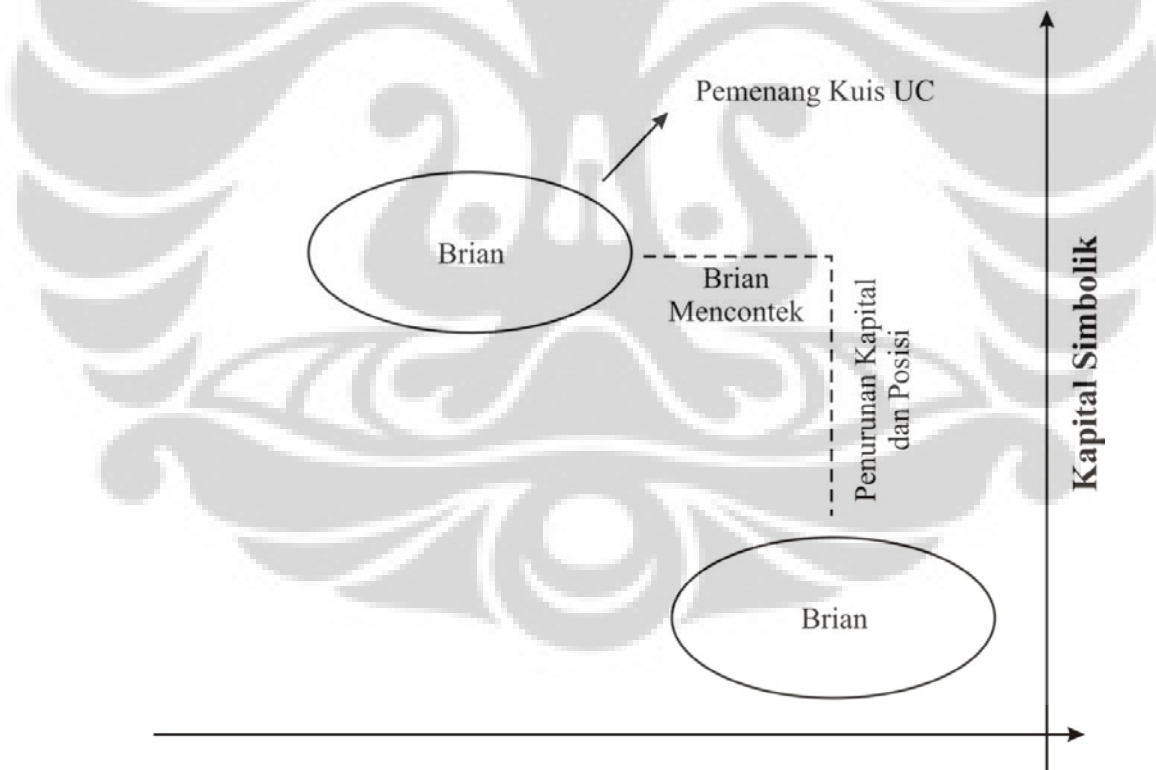 Pemenang Kuis UC
Brian
Brian
Mencontek
Penurunan Kapital
dan Posisi
Kapital Simbolik
Brian